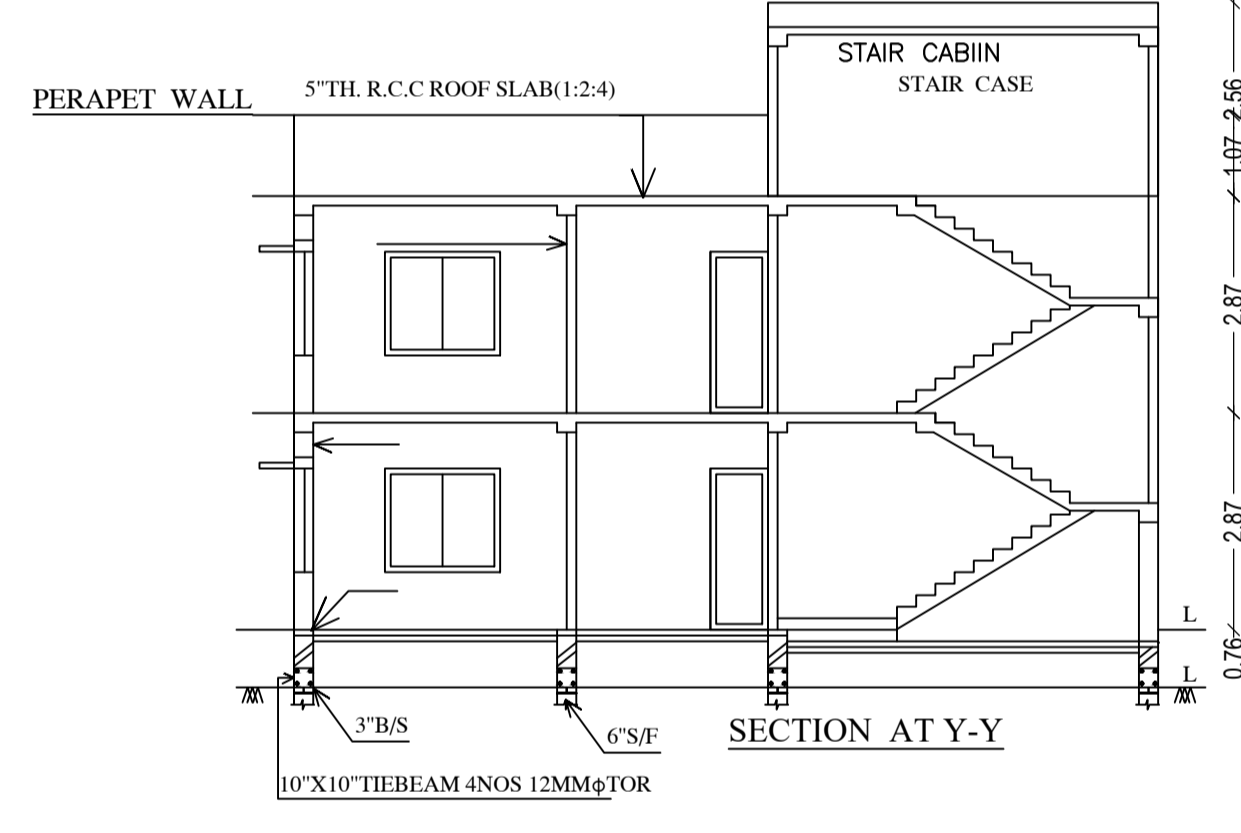 STAIR CABIIN
STAIR CASE
5"TH. R.C.C ROOF SLAB(1:2:4)
PERAPET WALL
2.56
1.07
2.87
2.87
L
0.76
L
3"B/S
6"S/F
SECTION AT Y-Y
10"X10"TIEBEAM 4NOS 12MMϕTOR